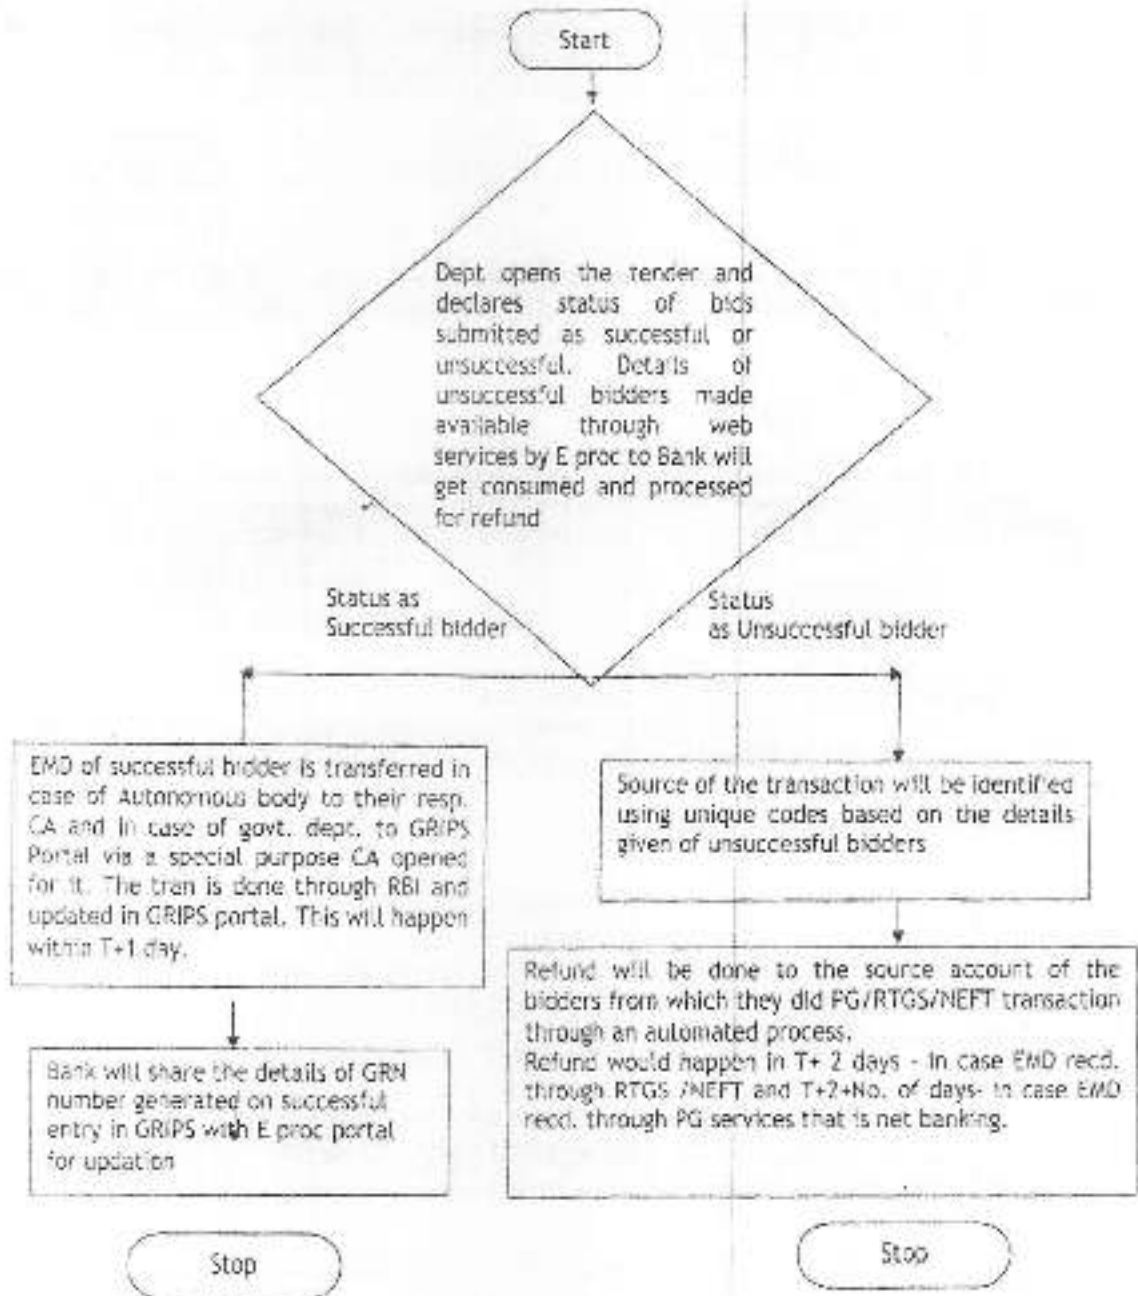 Start
Dept opens the tender and
declares status of bids
submitted as successful or
unsuccessful. Details of
unsuccessful bidders made
available through web
services by E proc to Bank will
get consumed and processed
for refund
Status as
Successful bidder
Status
as Unsuccessful bidder
EMD of successful bidder is transferred in
case of Autonomous body to their resp.
CA and in case of govt. dept. to GRIPS
Portal via a special purpose CA opened
for it. The tran is done through RBI and
updated in GRIPS portal. This will happen
within T+1 day.
Source of the transaction will be identified
using unique codes based on the details
given of unsuccessful bidders
Bank will share the details of GRN
number generated on successful
entry in GRIPS with E proc portal
for updation
Refund will be done to the source account of the
bidders from which they did PG/RTGS/NEFT transaction
through an automated process.
Refund would happen in T+ 2 days - in case EMD recd.
through RTGS /NEFT and T+2+No. of days- in case EMD
recd. through PG services that is net banking.
Stop
Stop